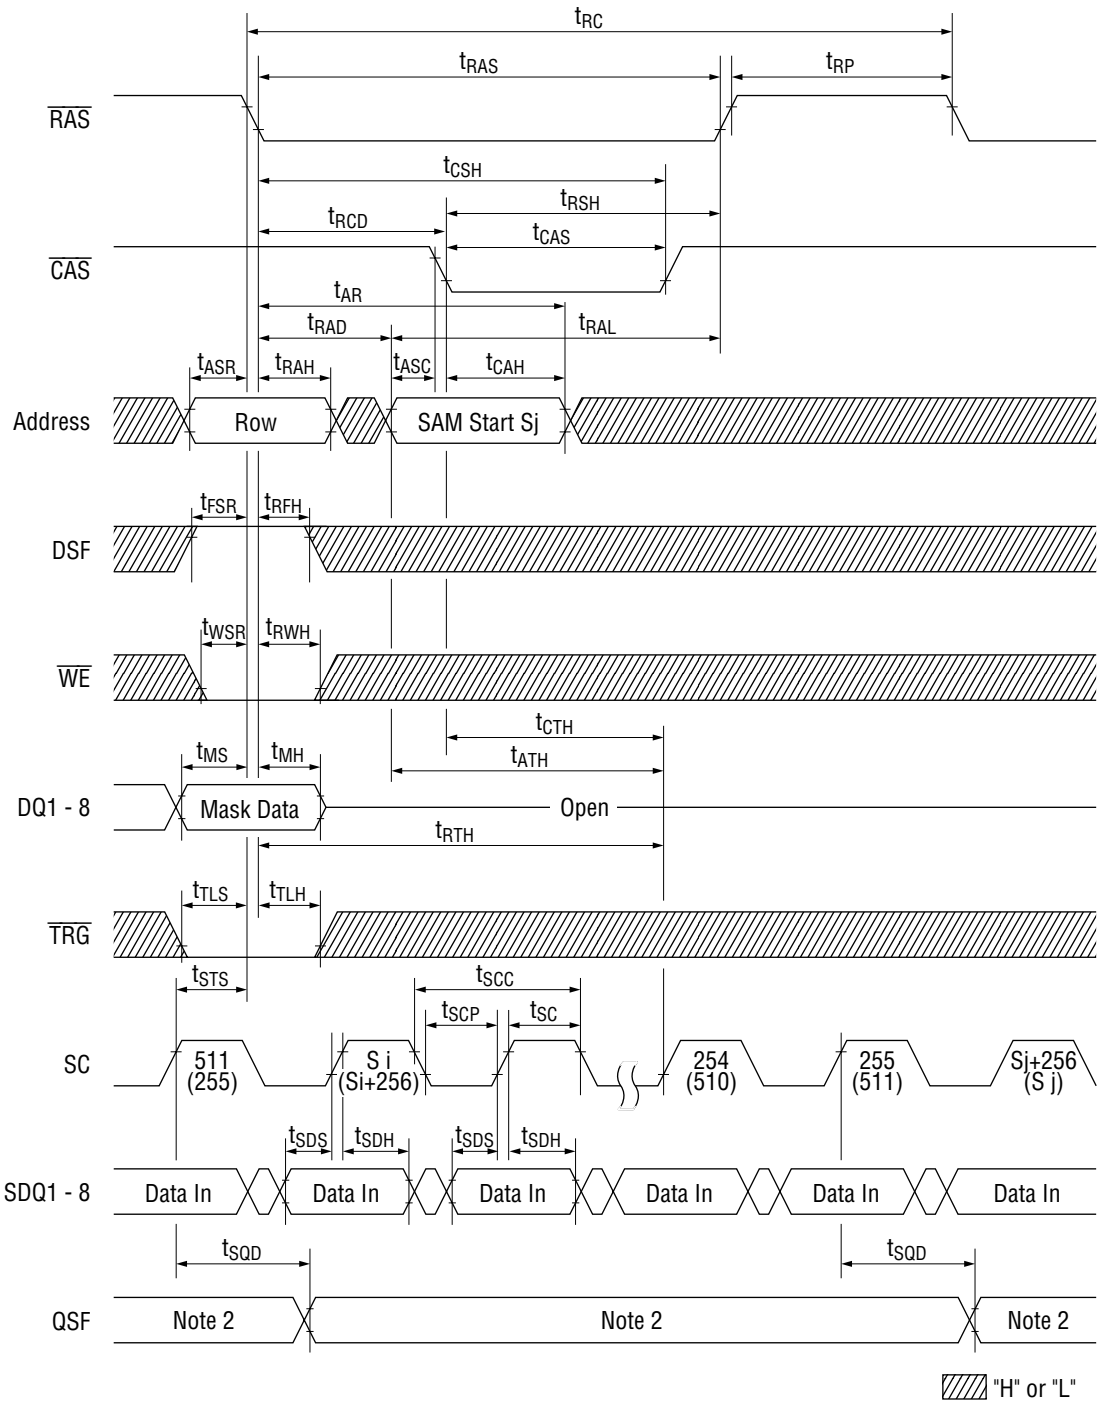 tRC
tRAS
tRP
RAS
tCSH
tRSH
tRCD
tCAS
CAS
tAR
tRAD
tRAL
tASR
tRAH
tASC
tCAH
Address
Row
SAM Start Sj
tFSR
tRFH
DSF
tWSR
tRWH
WE
tCTH
tMS
tMH
tATH
DQ1 - 8
Mask Data
Open
tRTH
tTLS
tTLH
TRG
tSTS
tSCC
tSCP
tSC
SC
511
(255)
S i
(Si+256)
254
(510)
255
(511)
Sj+256
(S j)
tSDS
tSDH
tSDS
tSDH
SDQ1 - 8
Data In
Data In
Data In
Data In
Data In
Data In
tSQD
tSQD
QSF
Note 2
Note 2
Note 2
"H" or "L"